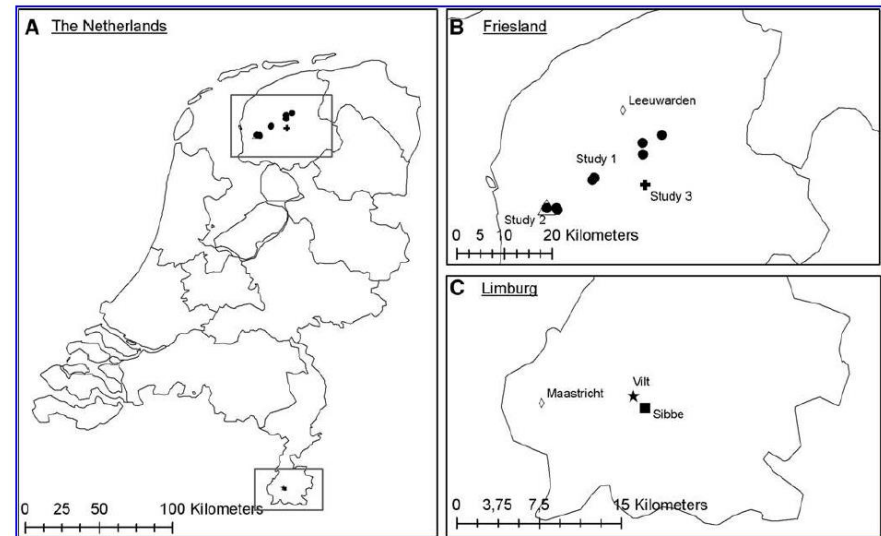 A The Netherlands
0 25 50 100 Kilometers
B Friesland
Leeuwarden
Study 1
Study 3
Study 2
0 5 10 20 Kilometers
C Limburg
Vilt
Maastricht
Sibbe
0 3,75 7,5 15 Kilometers